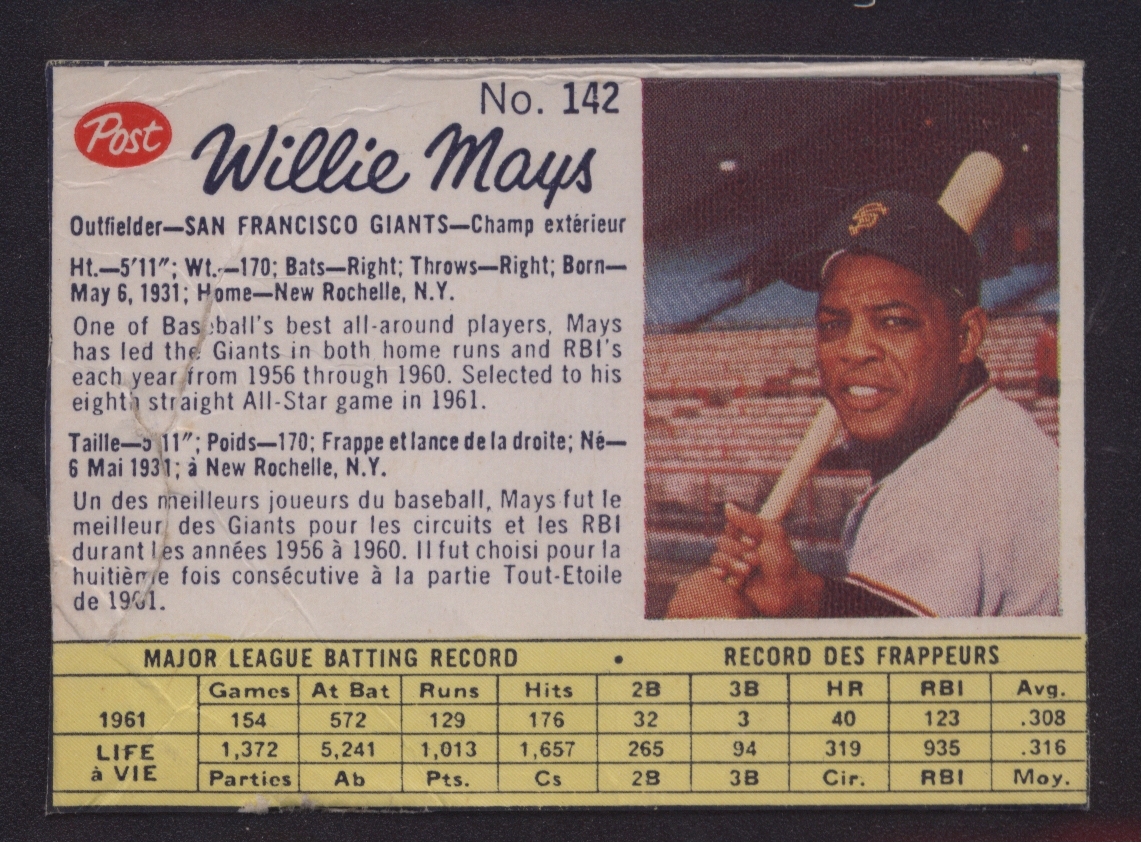 No. 142
Post
Willie Mays
Outfielder—SAN FRANCISCO GIANTS—Champ extérieur
Ht.—5'11"; Wt.—170; Bats—Right; Throws—Right; Born—
May 6, 1931; Home—New Rochelle, N.Y.
One of Baseball's best all-around players, Mays
has led the Giants in both home runs and RBI's
each year from 1956 through 1960. Selected to his
eighth straight All-Star game in 1961.
Taille—5'11"; Poids—170; Frappe et lance de la droite; Né—
6 Mai 1931; à New Rochelle, N.Y.
Un des meilleurs joueurs du baseball, Mays fut le
meilleur des Giants pour les circuits et les RBI
durant les années 1956 à 1960. Il fut choisi pour la
huitième fois consécutive à la partie Tout-Etoile
de 1961.
MAJOR LEAGUE BATTING RECORD • RECORD DES FRAPPEURS
Games At Bat Runs Hits 2B 3B HR RBI Avg.
1961 154 572 129 176 32 3 40 123 .308
LIFE à VIE 1,372 5,241 1,013 1,657 265 94 319 935 .316
Parties Ab Pts. Cs 2B 3B Cir. RBI Moy.
SF